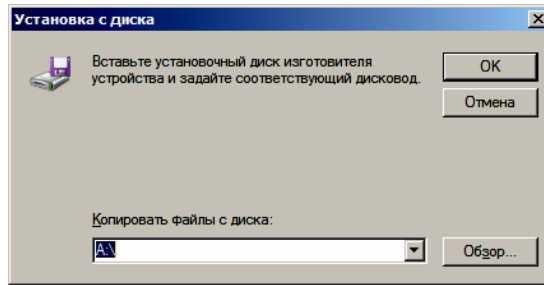 Установка с диска
Вставьте установочный диск изготовителя
устройства и задайте соответствующий дисковод.
OK
Отмена
Копировать файлы с диска:
A:\
Обзор...